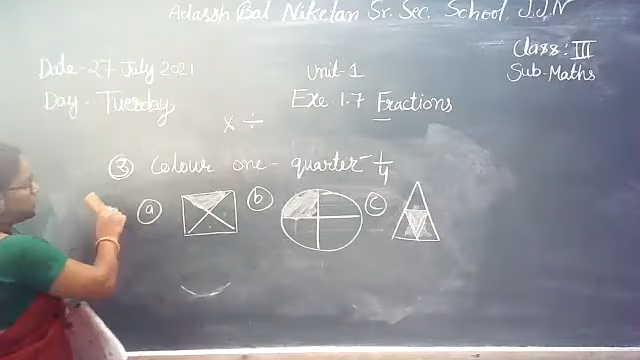 Adarsh Bal Niketan Sr. Sec. School, J.J.N
Class: III
Date - 27 July 2021
Unit-1
Sub-Maths
Day. Tuesday
Exe. 1.7 Fractions
× ÷
③ Colour one-quarter - 1/4
ⓐ
ⓑ
ⓒ